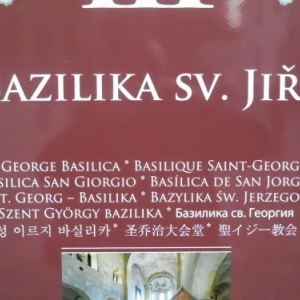 BAZILIKA SV. JIŘ
GEORGE BASILICA * BASILIQUE SAINT-GEORG
SILICA SAN GIORGIO * BASÍLICA DE SAN JORG
T. GEORG – BASILIKA * BAZYLIKA ŚW. JERZEGO
SZENT GYÖRGY BAZILIKA * Базилика св. Георгия
성 이르지 바실리카 * 圣乔治大会堂 * 聖イジー教会